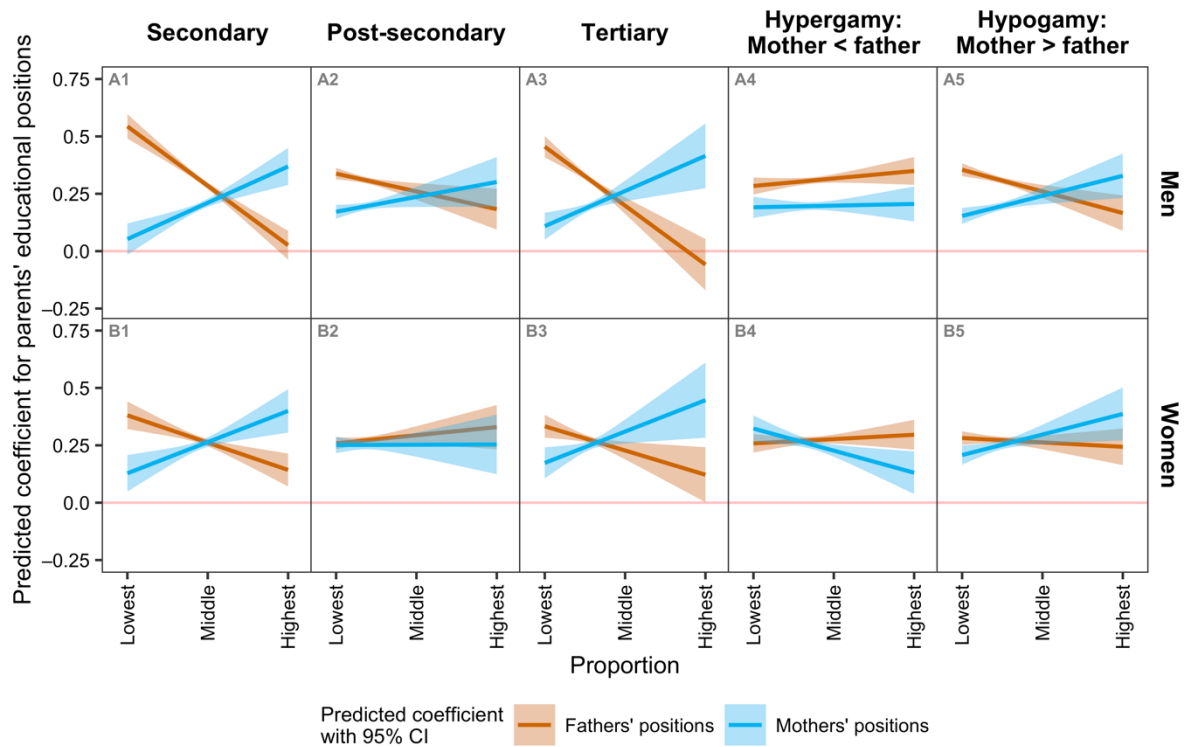 Secondary
Post-secondary
Tertiary
Hypergamy:
Mother < father
Hypogamy:
Mother > father
Predicted coefficient for parents' educational positions
A1
A2
A3
A4
A5
0.75
0.5
0.25
0.0
–0.25
Men
B1
B2
B3
B4
B5
0.75
0.5
0.25
0.0
–0.25
Women
Lowest
Middle
Highest
Lowest
Middle
Highest
Lowest
Middle
Highest
Lowest
Middle
Highest
Lowest
Middle
Highest
Proportion
Predicted coefficient
with 95% CI
Fathers' positions
Mothers' positions